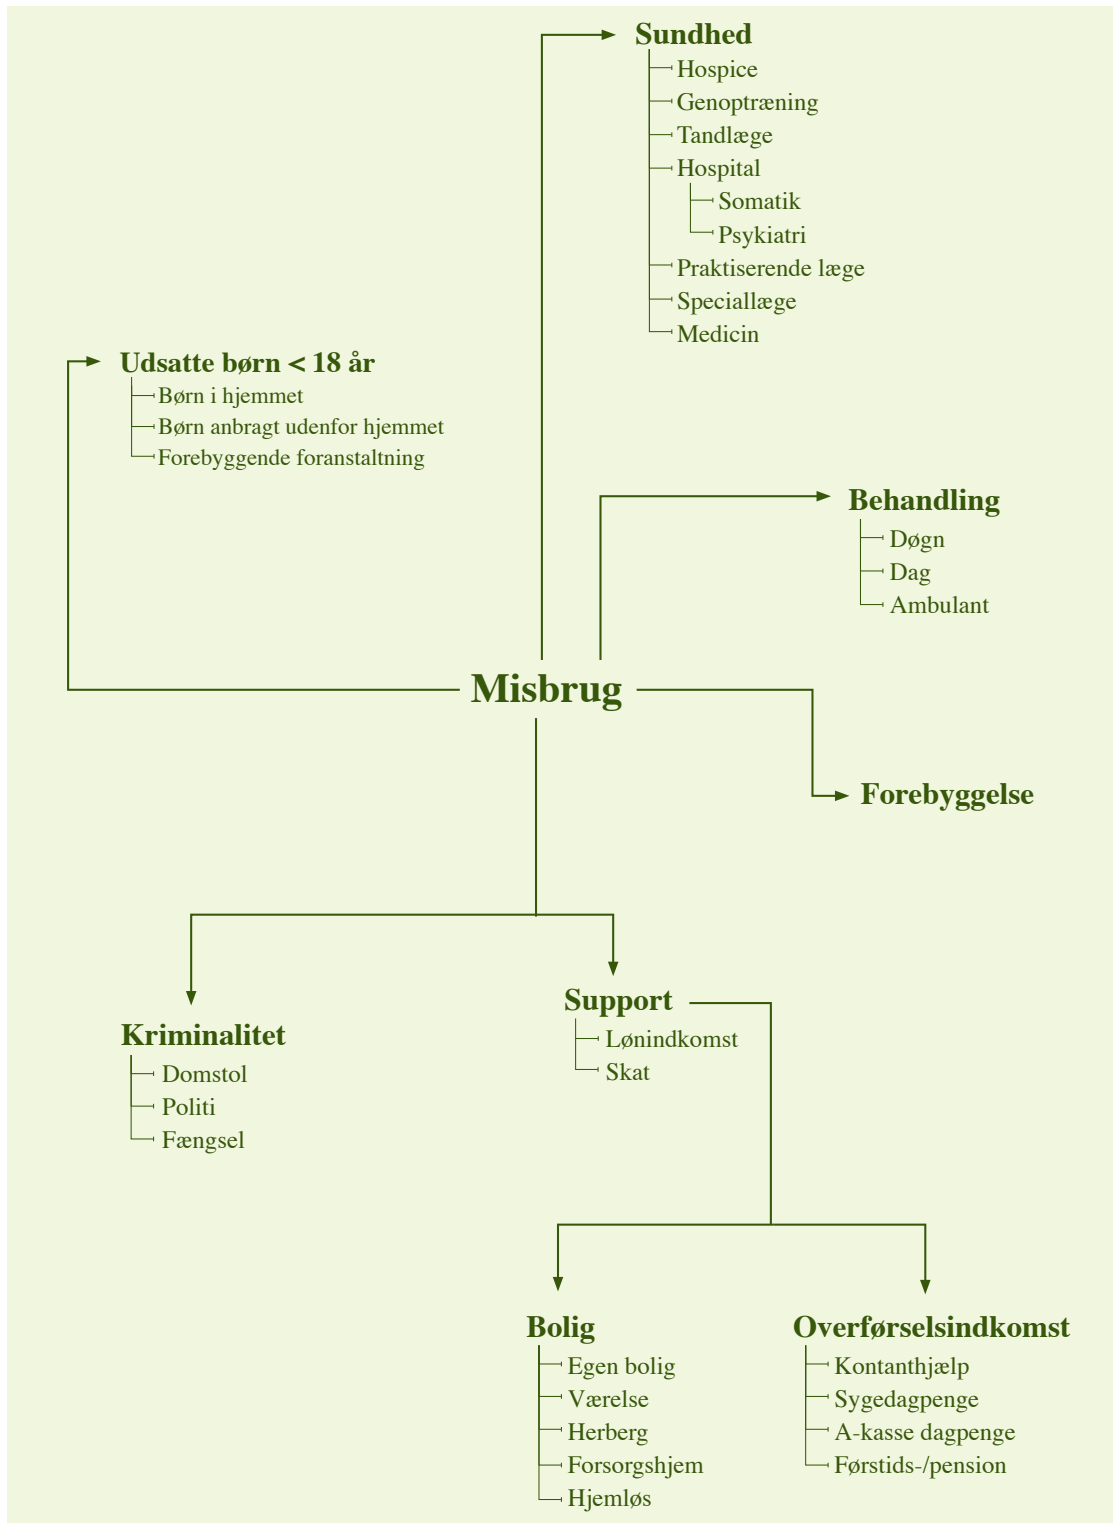 Sundhed
Hospice
Genoptræning
Tandlæge
Hospital
Somatik
Psykiatri
Praktiserende læge
Speciallæge
Medicin
Udsatte børn < 18 år
Børn i hjemmet
Børn anbragt udenfor hjemmet
Forebyggende foranstaltning
Behandling
Døgn
Dag
Ambulant
Misbrug
Forebyggelse
Kriminalitet
Domstol
Politi
Fængsel
Support
Lønindkomst
Skat
Bolig
Egen bolig
Værelse
Herberg
Forsorgshjem
Hjemløs
Overførselsindkomst
Kontanthjælp
Sygedagpenge
A-kasse dagpenge
Førstids-/pension